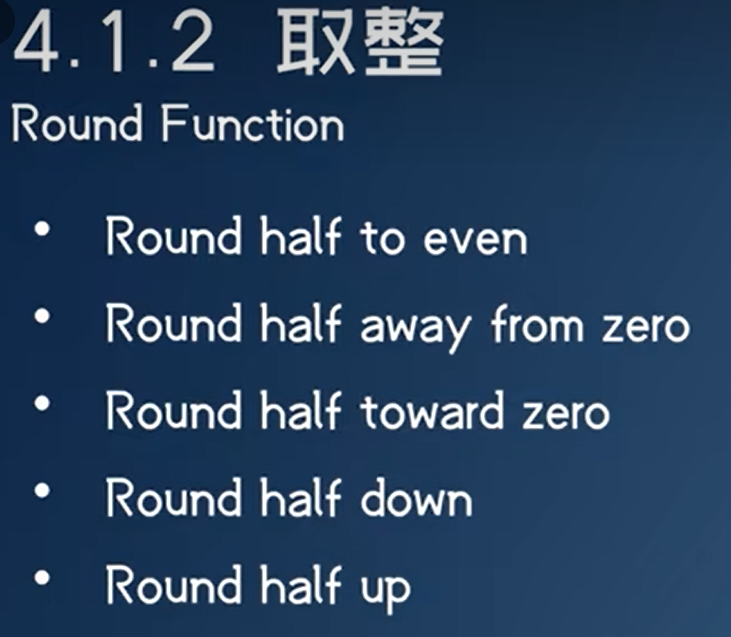 4.1.2 取整
Round Function
• Round half to even
• Round half away from zero
• Round half toward zero
• Round half down
• Round half up